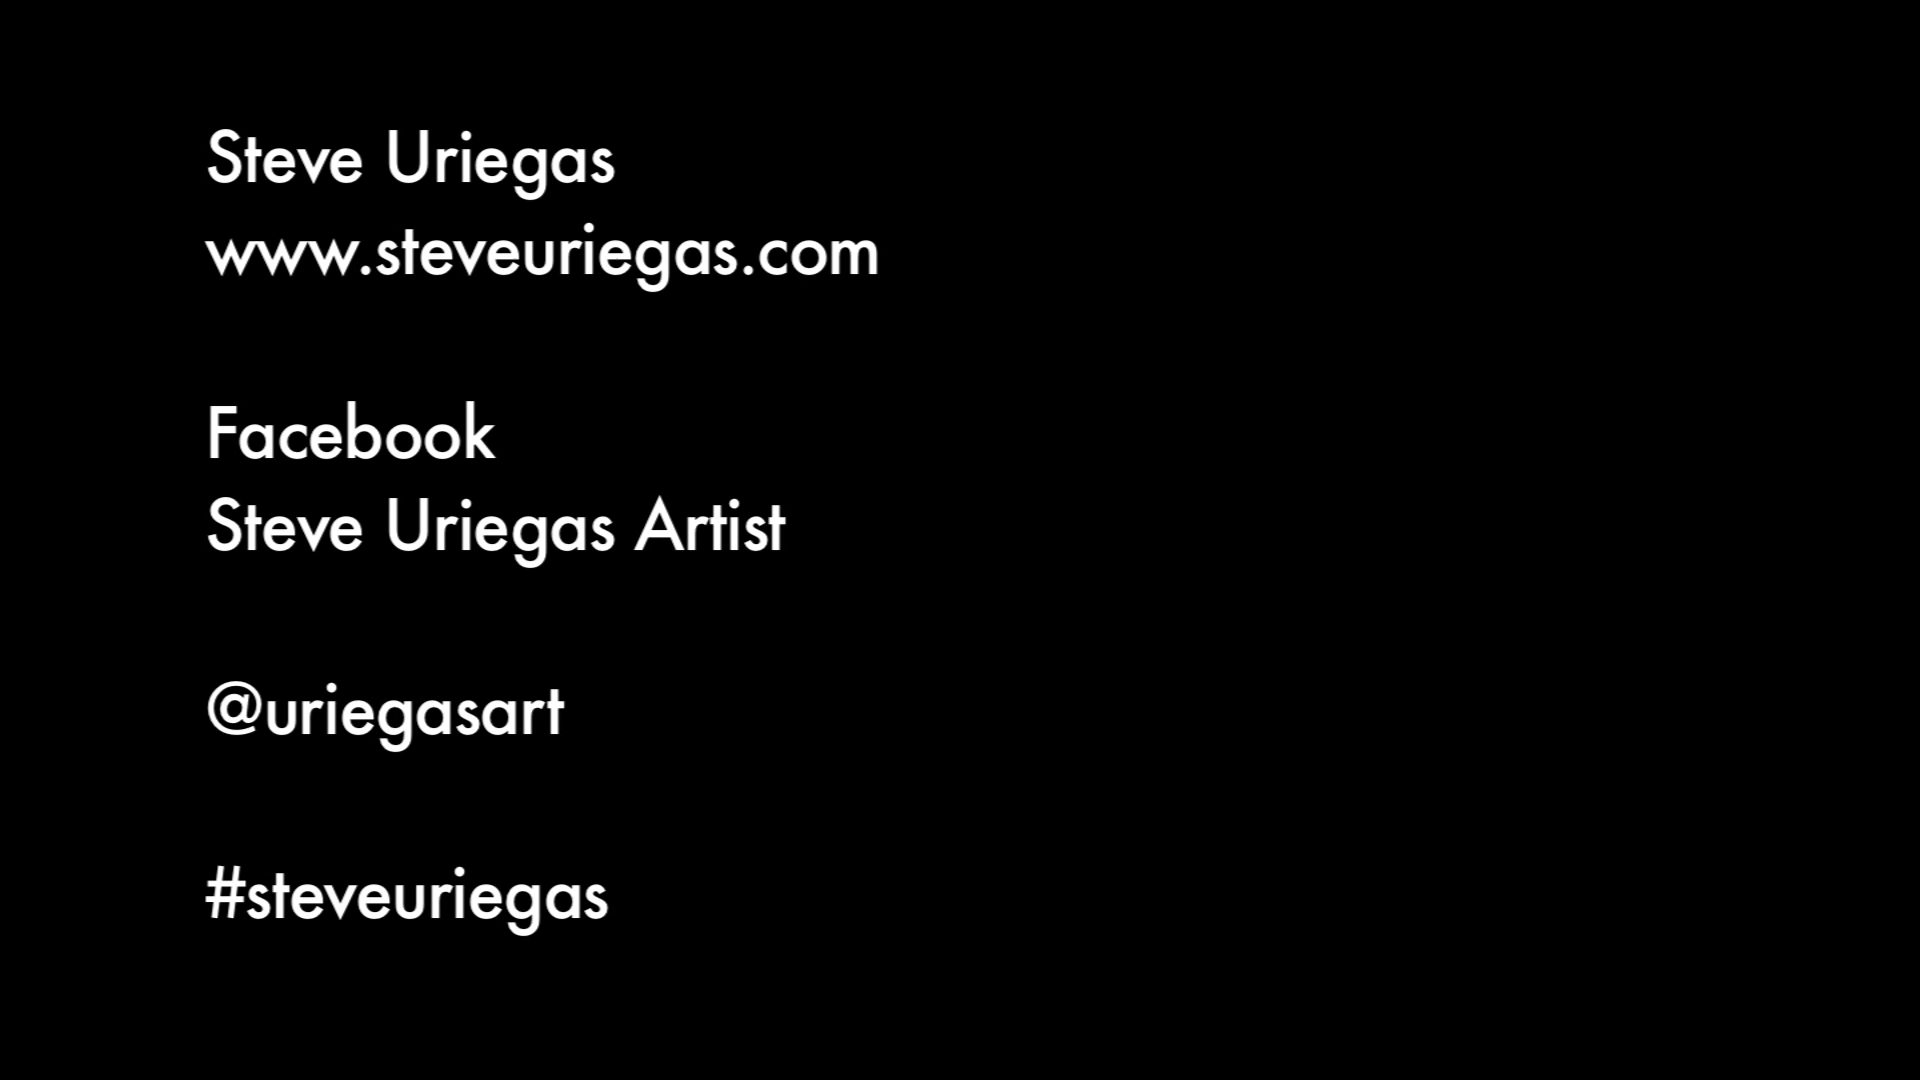 Steve Uriegas
www.steveuriegas.com
Facebook
Steve Uriegas Artist
@uriegasart
#steveuriegas